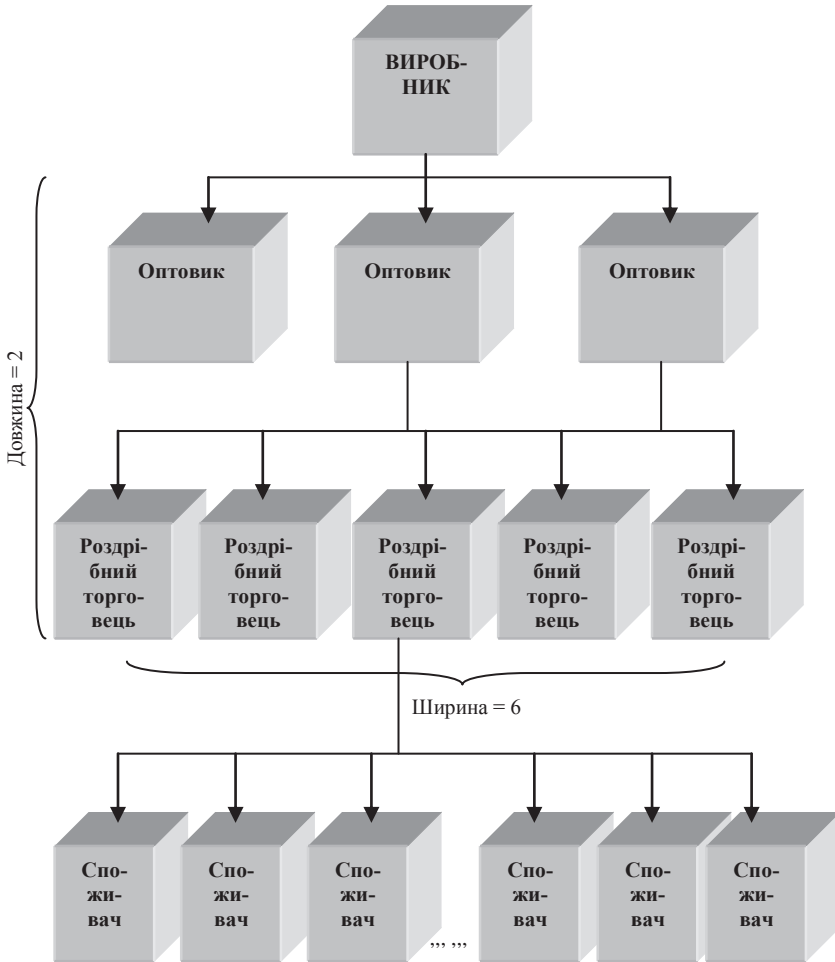 ВИРОБ-
НИК
Оптовик
Оптовик
Оптовик
Довжина = 2
Роздрі-
бний
торго-
вець
Роздрі-
бний
торго-
вець
Роздрі-
бний
торго-
вець
Роздрі-
бний
торго-
вець
Роздрі-
бний
торго-
вець
Ширина = 6
Спо-
жи-
вач
Спо-
жи-
вач
Спо-
жи-
вач
,,, ,,,
Спо-
жи-
вач
Спо-
жи-
вач
Спо-
жи-
вач